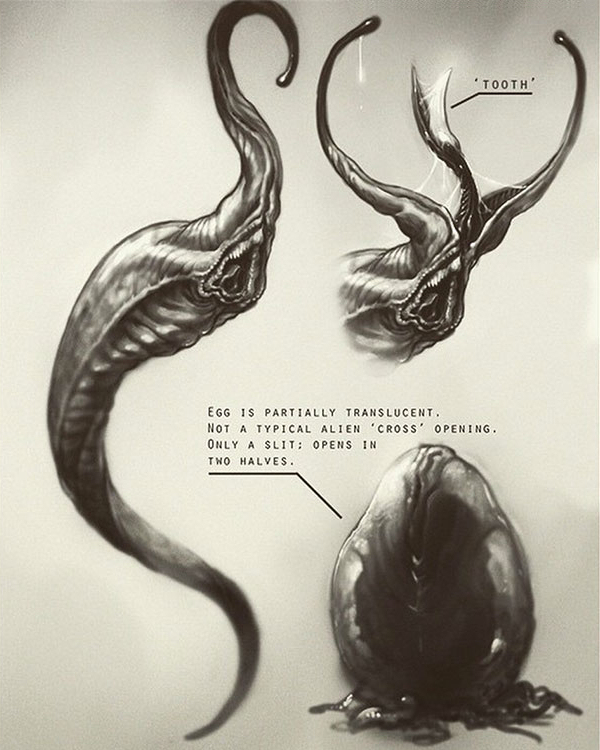 'TOOTH'
EGG IS PARTIALLY TRANSLUCENT.
NOT A TYPICAL ALIEN 'CROSS' OPENING.
ONLY A SLIT; OPENS IN
TWO HALVES.